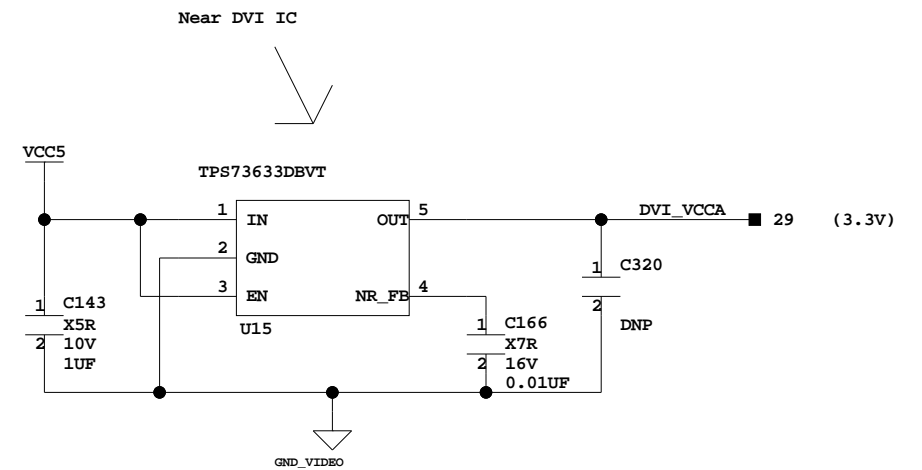 Near DVI IC
VCC5
TPS73633DBVT
1 IN
OUT 5
DVI_VCCA
29 (3.3V)
2 GND
3 EN
NR_FB 4
U15
1 C143
X5R
2 10V
1UF
1 C166
X7R
2 16V
0.01UF
1 C320
2
DNP
GND_VIDEO